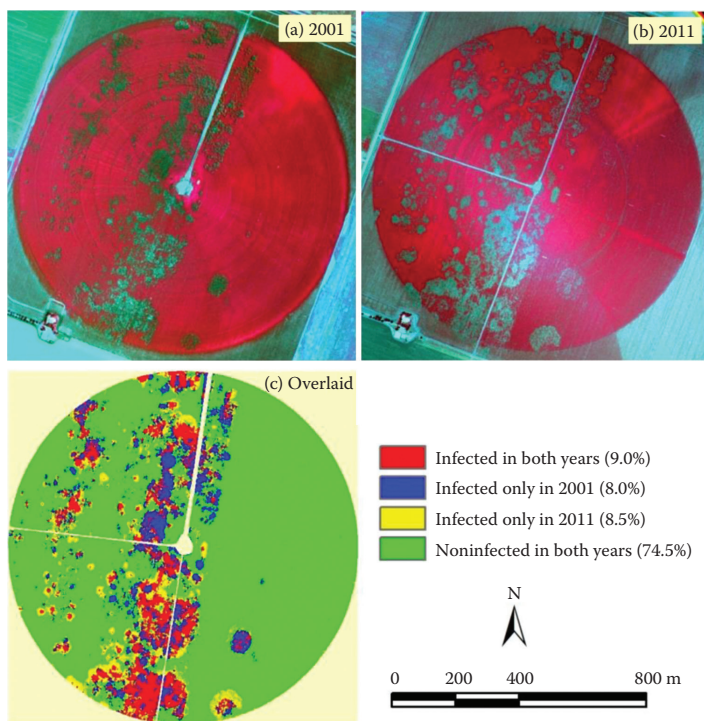 (a) 2001
(b) 2011
(c) Overlaid
Infected in both years (9.0%)
Infected only in 2001 (8.0%)
Infected only in 2011 (8.5%)
Noninfected in both years (74.5%)
N
0 200 400 800 m